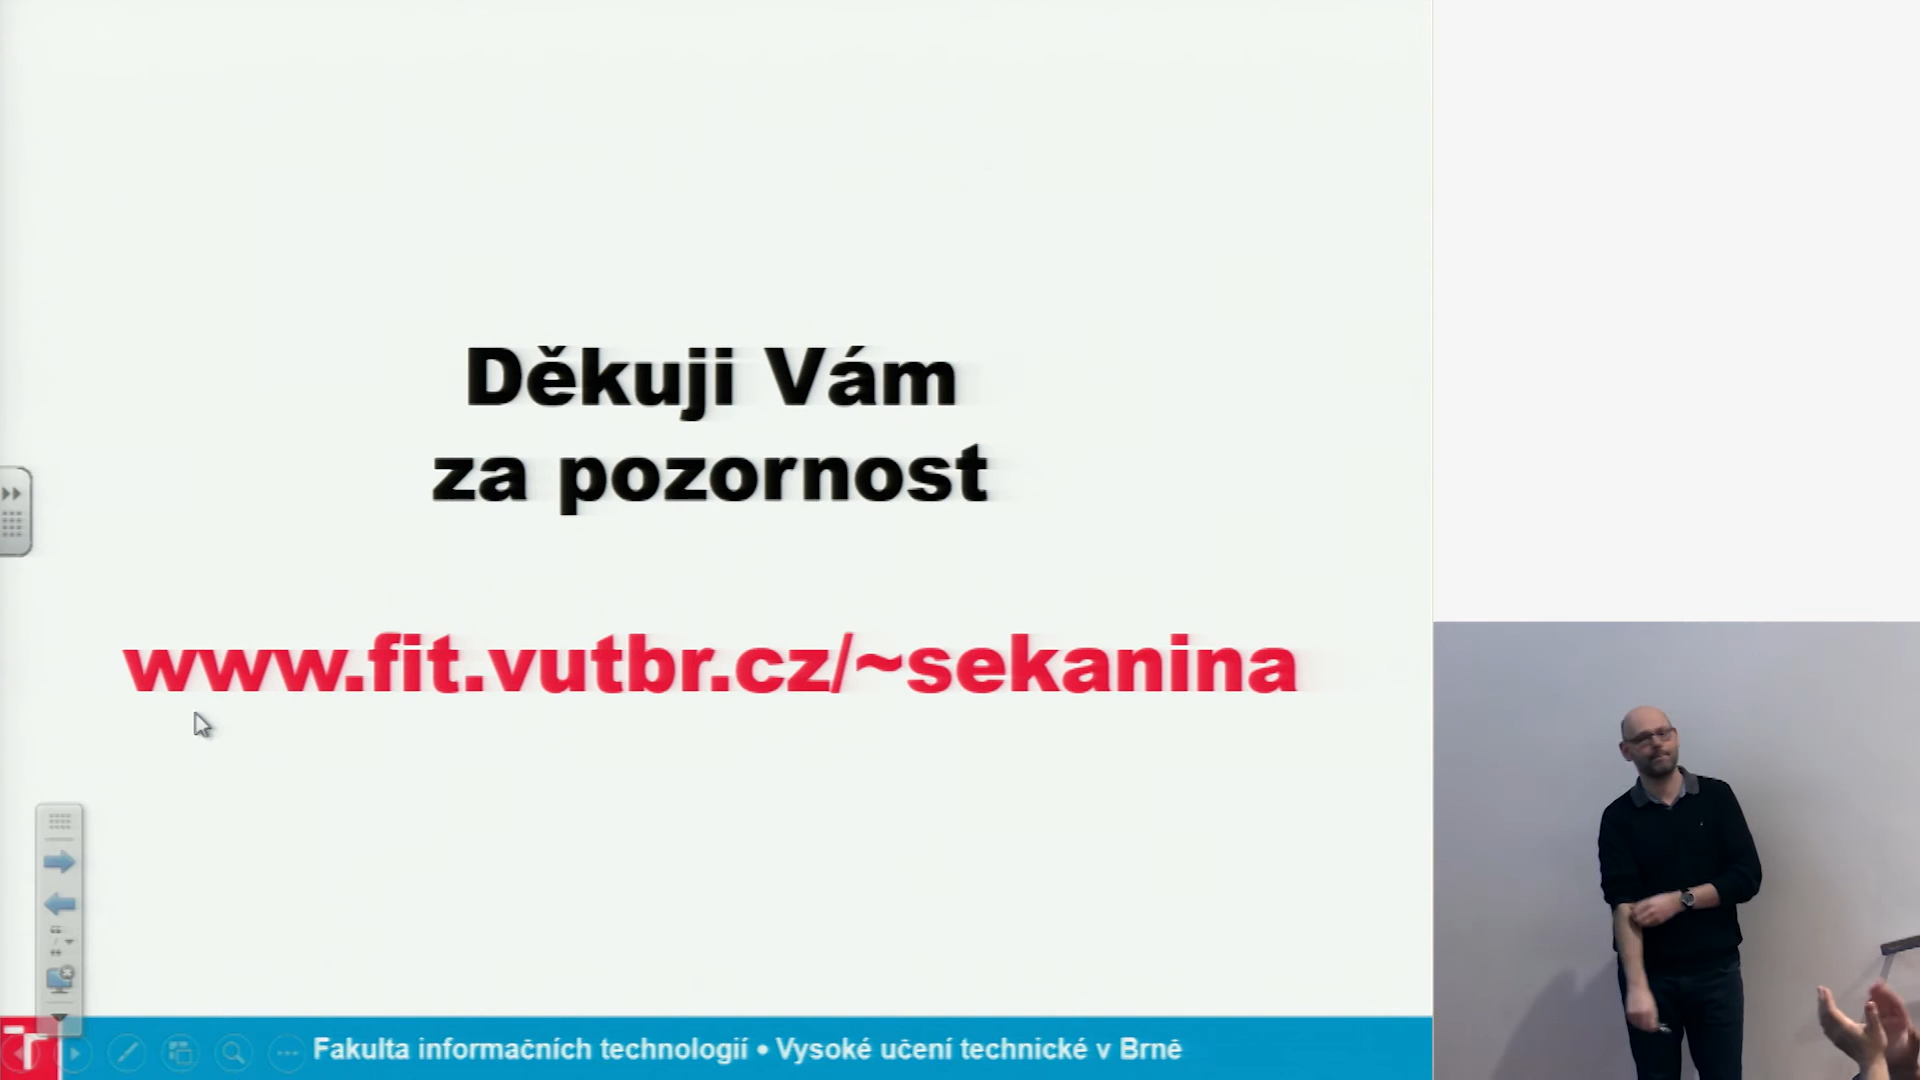 Děkuji Vám
za pozornost
www.fit.vutbr.cz/~sekanina
Fakulta informačních technologií • Vysoké učení technické v Brně